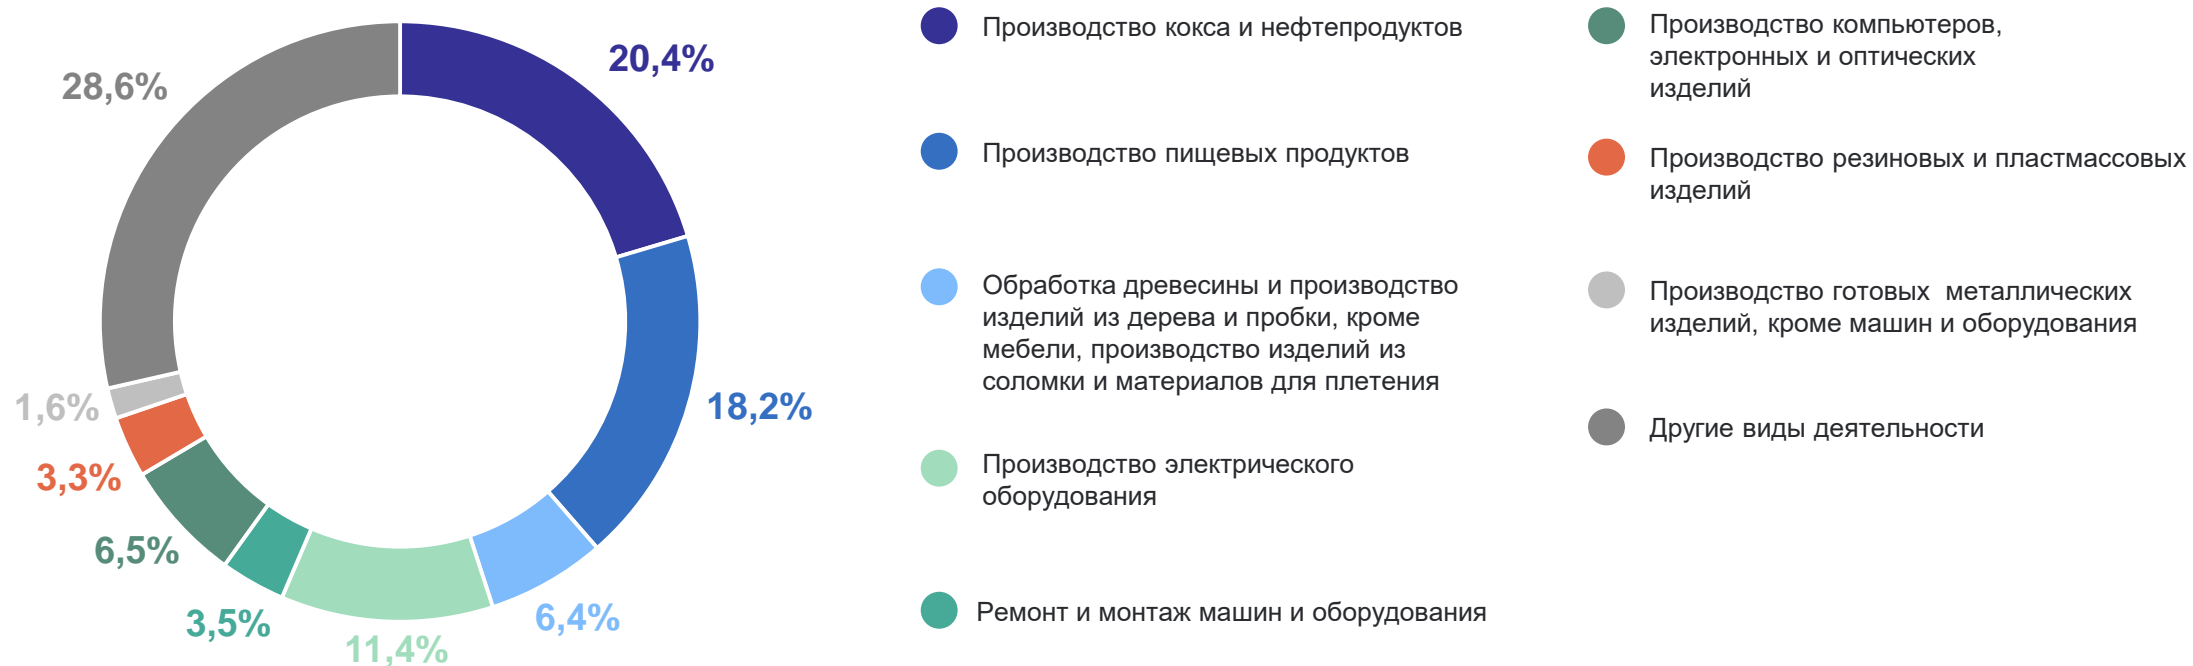 20,4%
28,6%
18,2%
1,6%
3,3%
6,5%
3,5%
11,4%
6,4%
Производство кокса и нефтепродуктов
Производство пищевых продуктов
Обработка древесины и производство
изделий из дерева и пробки, кроме
мебели, производство изделий из
соломки и материалов для плетения
Производство электрического
оборудования
Ремонт и монтаж машин и оборудования
Производство компьютеров,
электронных и оптических
изделий
Производство резиновых и пластмассовых
изделий
Производство готовых  металлических
изделий, кроме машин и оборудования
Другие виды деятельности